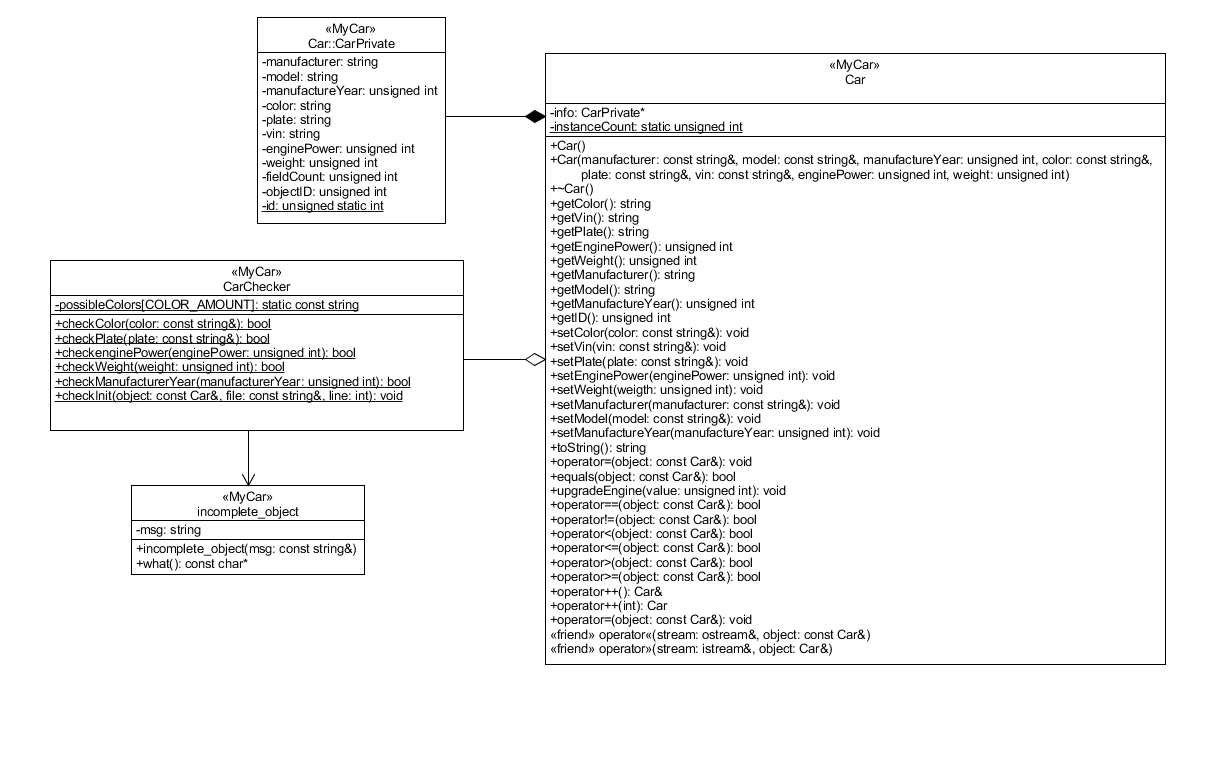 «MyCar»
Car::CarPrivate
-manufacturer: string
-model: string
-manufactureYear: unsigned int
-color: string
-plate: string
-vin: string
-enginePower: unsigned int
-weight: unsigned int
-fieldCount: unsigned int
-objectID: unsigned int
-id: unsigned static int
«MyCar»
Car
-info: CarPrivate*
-instanceCount: static unsigned int
+Car()
+Car(manufacturer: const string&, model: const string&, manufactureYear: unsigned int, color: const string&,
plate: const string&, vin: const string&, enginePower: unsigned int, weight: unsigned int)
+~Car()
+getColor(): string
+getVin(): string
+getPlate(): string
+getEnginePower(): unsigned int
+getWeight(): unsigned int
+getManufacturer(): string
+getModel(): string
+getManufactureYear(): unsigned int
+getID(): unsigned int
+setColor(color: const string&): void
+setVin(vin: const string&): void
+setPlate(plate: const string&): void
+setEnginePower(enginePower: unsigned int): void
+setWeight(weigth: unsigned int): void
+setManufacturer(manufacturer: const string&): void
+setModel(model: const string&): void
+setManufactureYear(manufactureYear: unsigned int): void
+toString(): string
+operator=(object: const Car&): void
+equals(object: const Car&): bool
+upgradeEngine(value: unsigned int): void
+operator==(object: const Car&): bool
+operator!=(object: const Car&): bool
+operator<(object: const Car&): bool
+operator<=(object: const Car&): bool
+operator>(object: const Car&): bool
+operator>=(object: const Car&): bool
+operator++(): Car&
+operator++(int): Car
+operator=(object: const Car&): void
«friend» operator«(stream: ostream&, object: const Car&)
«friend» operator»(stream: istream&, object: Car&)
«MyCar»
CarChecker
-possibleColors[COLOR_AMOUNT]: static const string
+checkColor(color: const string&): bool
+checkPlate(plate: const string&): bool
+checkenginePower(enginePower: unsigned int): bool
+checkWeight(weight: unsigned int): bool
+checkManufacturerYear(manufacturerYear: unsigned int): bool
+checkInit(object: const Car&, file: const string&, line: int): void
«MyCar»
incomplete_object
-msg: string
+incomplete_object(msg: const string&)
+what(): const char*